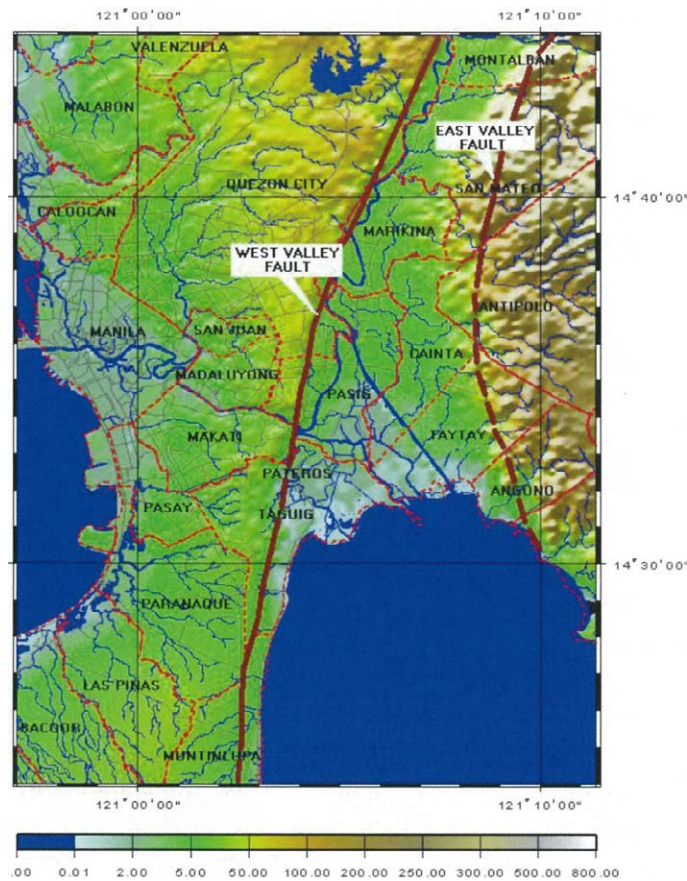 121° 00'00"
121° 10'00"
VALENZUELA
MONTALBAN
MALABON
EAST VALLEY
FAULT
QUEZON CITY
SAN MATEO
14° 40'00"
CALOOCAN
MARIKINA
WEST VALLEY
FAULT
ANTIPOLO
MANILA
SAN JUAN
CAINTA
MADALUYONG
PASIG
MAKATI
TAYTAY
PATEROS
ANGONO
PASAY
TAGUIG
14° 30'00"
PARANAQUE
LAS PIÑAS
BACOOR
MUNTINLUPA
121° 00'00"
121° 10'00"
.00 0.01 2.00 5.00 50.00 100.00 200.00 300.00 500.00 800.00